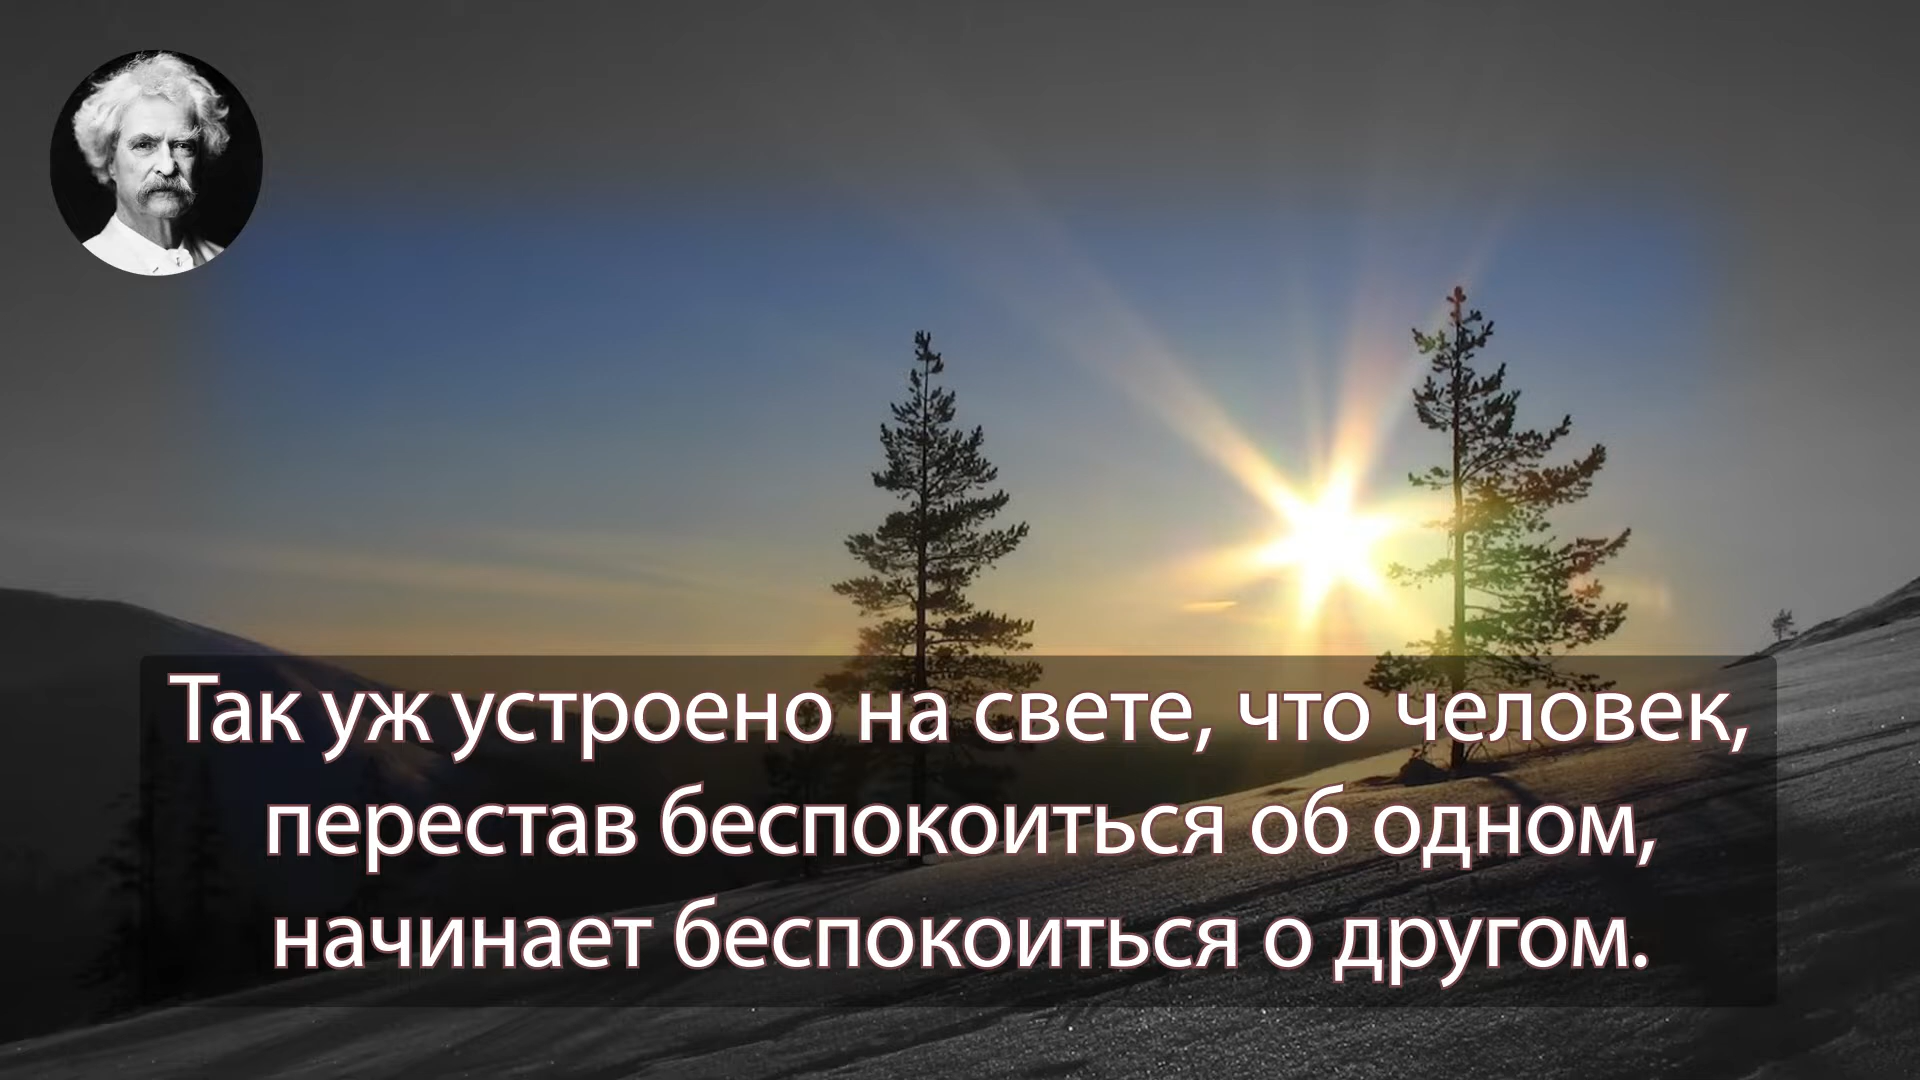 Так уж устроено на свете, что человек,
перестав беспокоиться об одном,
начинает беспокоиться о другом.